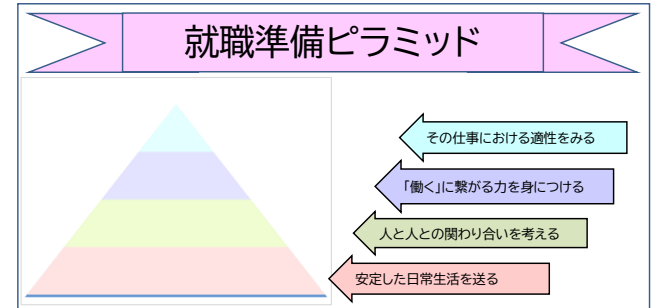 就職準備ピラミッド
その仕事における適性をみる
「働く」に繋がる力を身につける
人と人との関わり合いを考える
安定した日常生活を送る